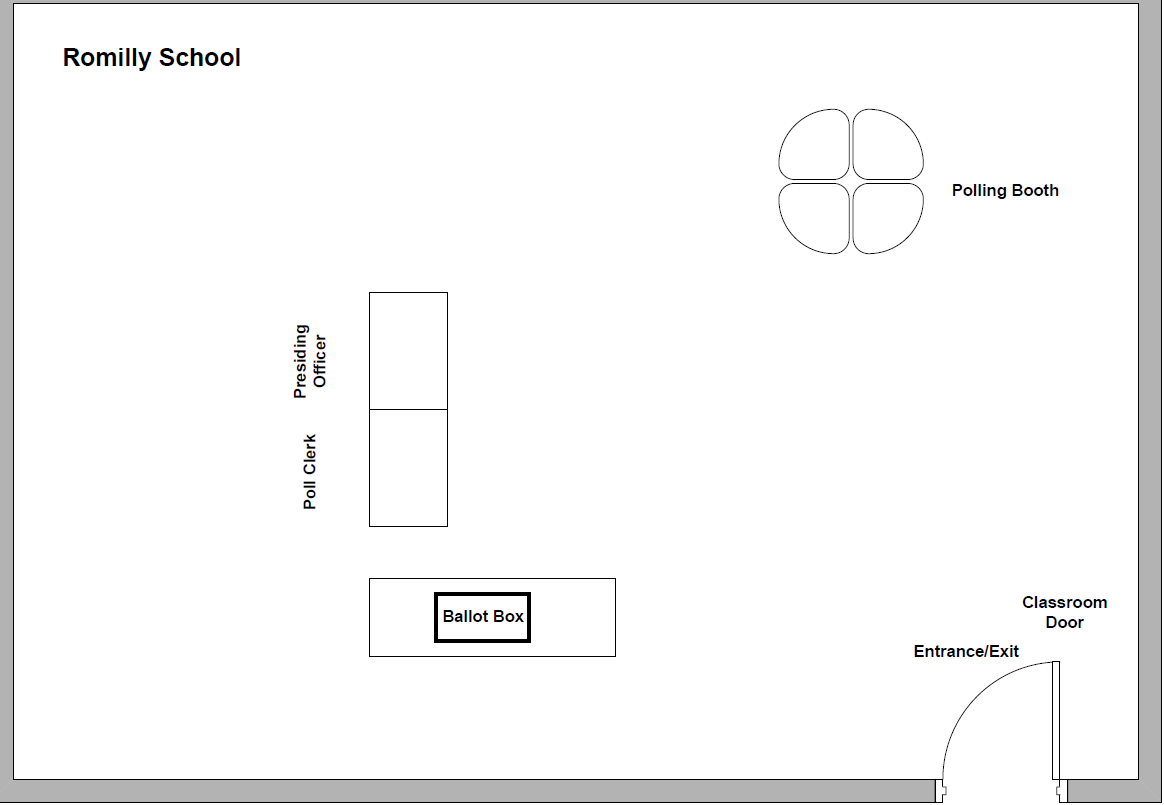 Romilly School
Polling Booth
Presiding
Officer
Poll Clerk
Ballot Box
Classroom
Door
Entrance/Exit